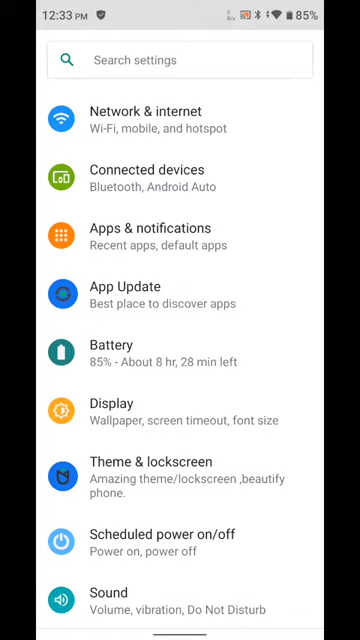 12:33 PM
0
B/s
85%
Search settings
Network & internet
Wi-Fi, mobile, and hotspot
Connected devices
Bluetooth, Android Auto
Apps & notifications
Recent apps, default apps
App Update
Best place to discover apps
Battery
85% - About 8 hr, 28 min left
Display
Wallpaper, screen timeout, font size
Theme & lockscreen
Amazing theme/lockscreen ,beautify
phone.
Scheduled power on/off
Power on, power off
Sound
Volume, vibration, Do Not Disturb